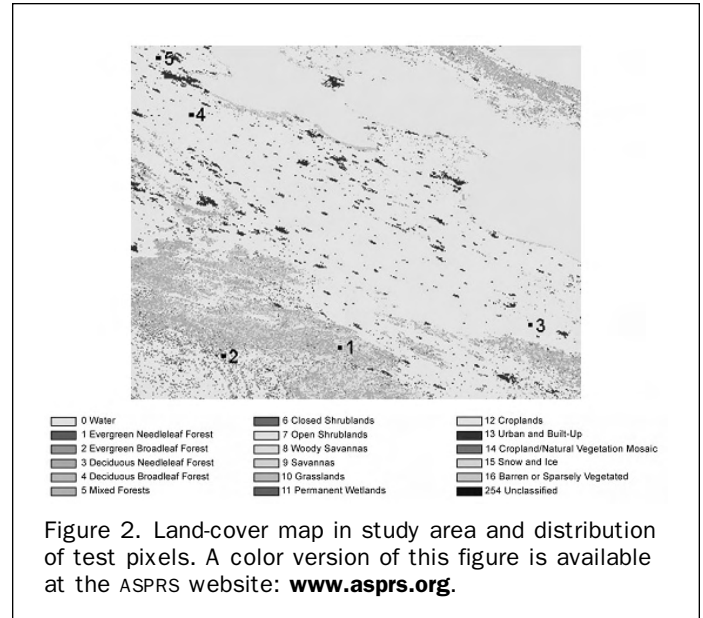 5
4
3
1
2
0 Water
1 Evergreen Needleleaf Forest
2 Evergreen Broadleaf Forest
3 Deciduous Needleleaf Forest
4 Deciduous Broadleaf Forest
5 Mixed Forests
6 Closed Shrublands
7 Open Shrublands
8 Woody Savannas
9 Savannas
10 Grasslands
11 Permanent Wetlands
12 Croplands
13 Urban and Built-Up
14 Cropland/Natural Vegetation Mosaic
15 Snow and Ice
16 Barren or Sparsely Vegetated
254 Unclassified
Figure 2. Land-cover map in study area and distribution
of test pixels. A color version of this figure is available
at the ASPRS website: www.asprs.org.